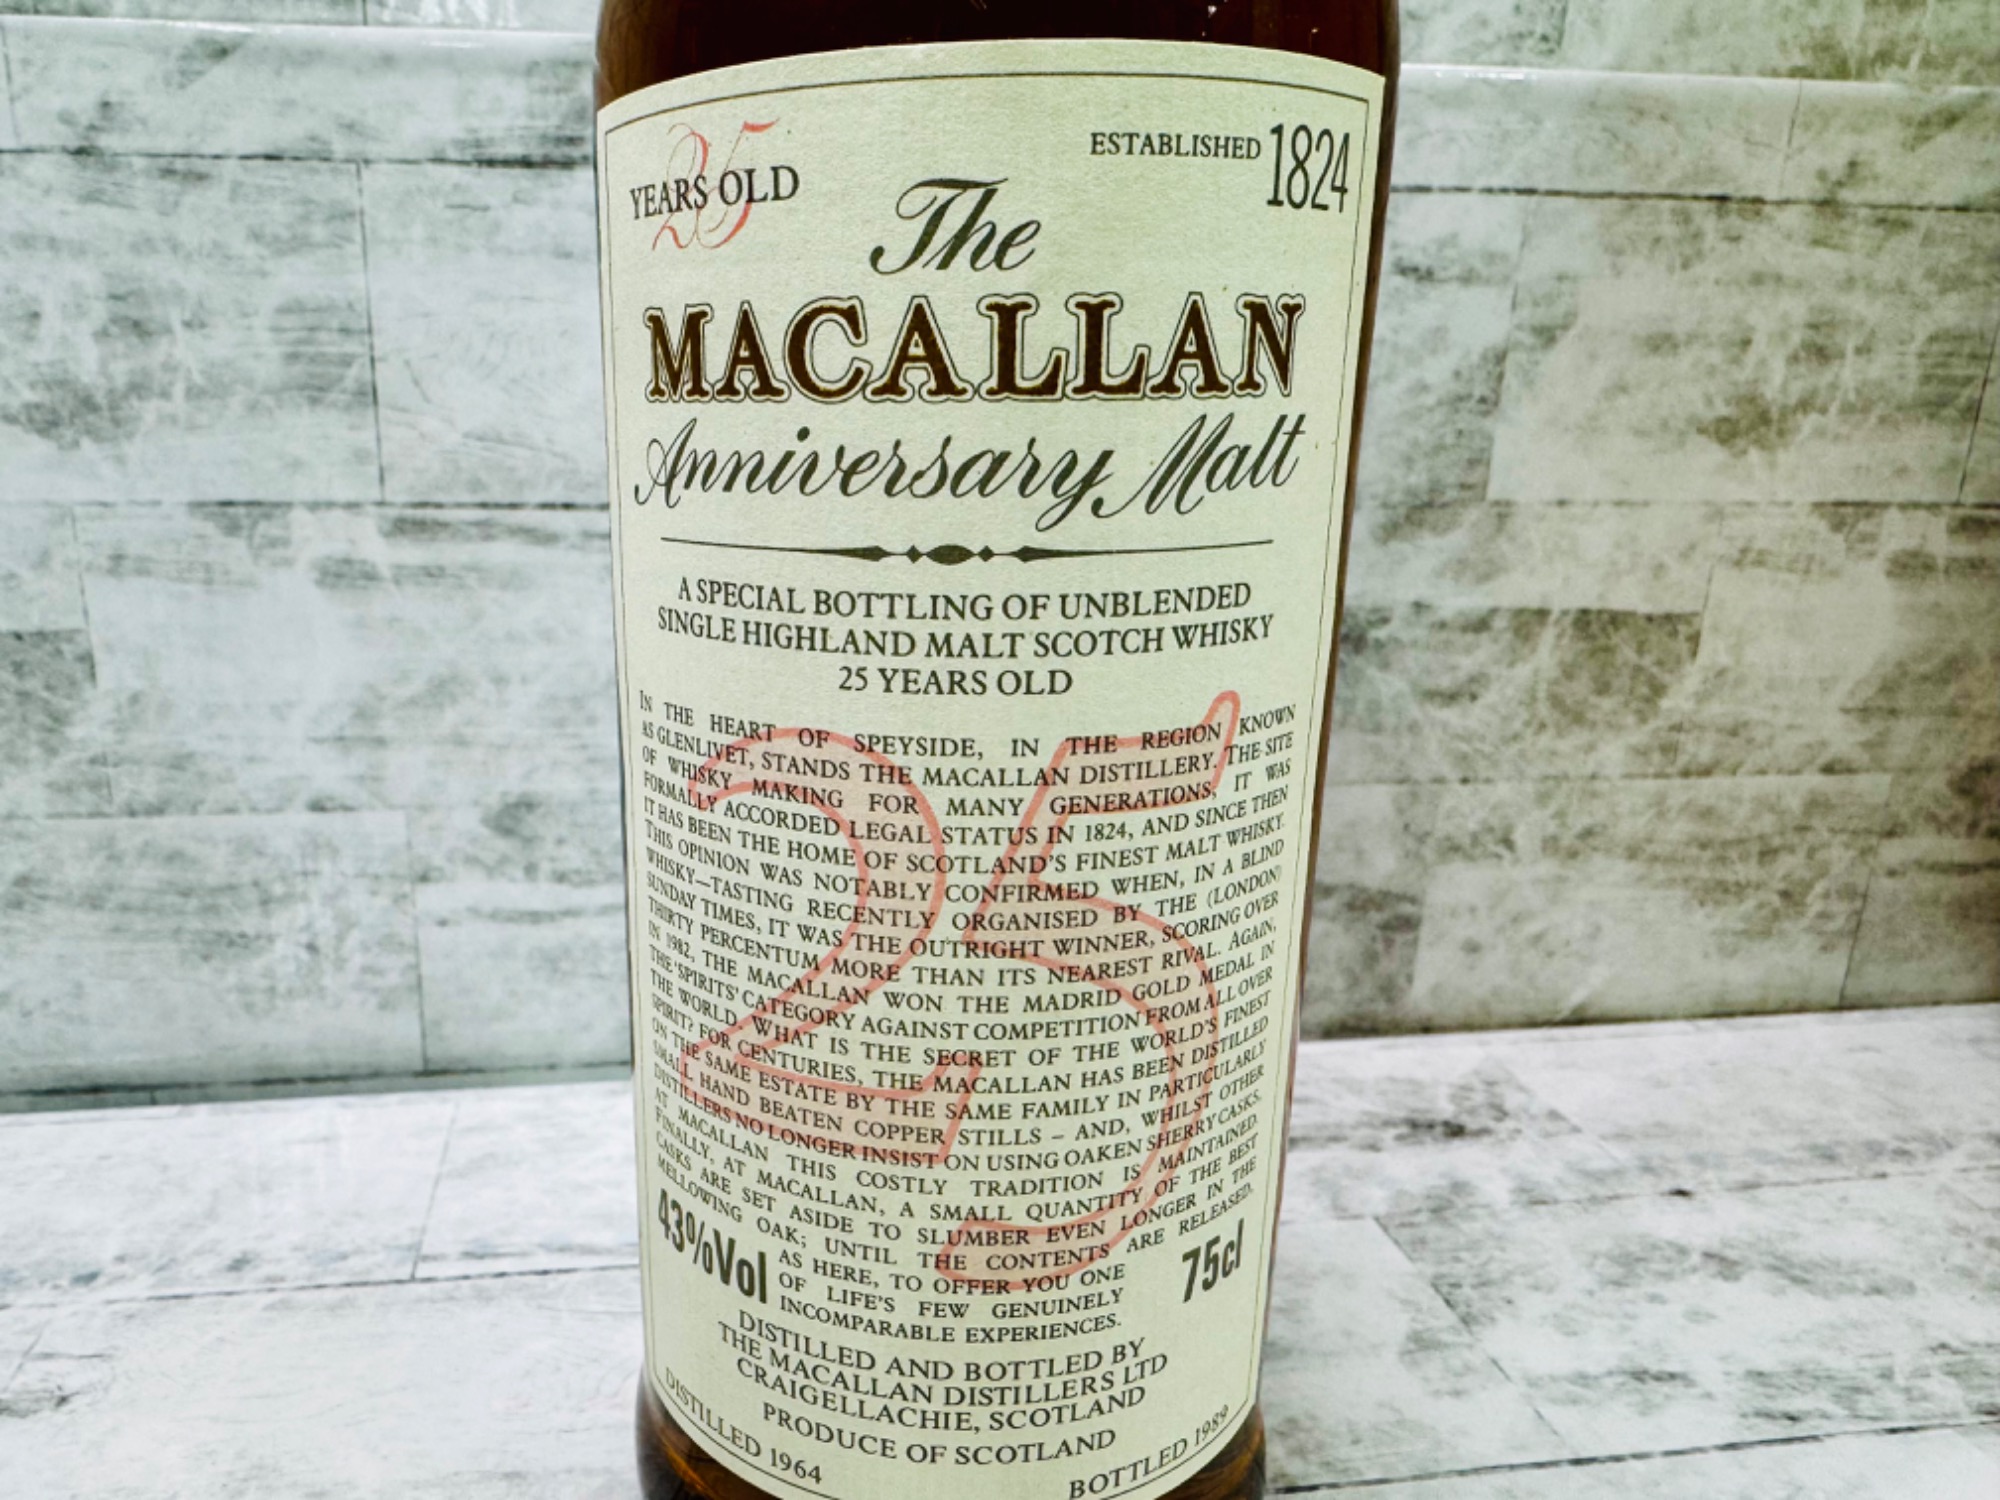 25
YEARS OLD
ESTABLISHED 1824
The
MACALLAN
Anniversary Malt
A SPECIAL BOTTLING OF UNBLENDED
SINGLE HIGHLAND MALT SCOTCH WHISKY
25 YEARS OLD
25
IN THE HEART OF SPEYSIDE, IN THE REGION KNOWN
AS GLENLIVET, STANDS THE MACALLAN DISTILLERY. THE SITE
OF WHISKY MAKING FOR MANY GENERATIONS, IT WAS
FORMALLY ACCORDED LEGAL STATUS IN 1824, AND SINCE THEN
IT HAS BEEN THE HOME OF SCOTLAND'S FINEST MALT WHISKY.
THIS OPINION WAS NOTABLY CONFIRMED WHEN, IN A BLIND
WHISKY—TASTING RECENTLY ORGANISED BY THE (LONDON)
SUNDAY TIMES, IT WAS THE OUTRIGHT WINNER, SCORING OVER
THIRTY PERCENTUM MORE THAN ITS NEAREST RIVAL. AGAIN,
IN 1982, THE MACALLAN WON THE MADRID GOLD MEDAL IN
THE 'SPIRITS' CATEGORY AGAINST COMPETITION FROM ALL OVER
THE WORLD. WHAT IS THE SECRET OF THE WORLD'S FINEST
SPIRIT? FOR CENTURIES, THE MACALLAN HAS BEEN DISTILLED
ON THE SAME ESTATE BY THE SAME FAMILY IN PARTICULARLY
SMALL HAND BEATEN COPPER STILLS – AND, WHILST OTHER
DISTILLERS NO LONGER INSIST ON USING OAKEN SHERRY CASKS,
AT MACALLAN THIS COSTLY TRADITION IS MAINTAINED.
FINALLY, AT MACALLAN, A SMALL QUANTITY OF THE BEST
CASKS ARE SET ASIDE TO SLUMBER EVEN LONGER IN THE
MELLOWING OAK; UNTIL THE CONTENTS ARE RELEASED,
AS HERE, TO OFFER YOU ONE
OF LIFE'S FEW GENUINELY
INCOMPARABLE EXPERIENCES.
43%Vol
75cl
DISTILLED AND BOTTLED BY
THE MACALLAN DISTILLERS LTD
CRAIGELLACHIE, SCOTLAND
PRODUCE OF SCOTLAND
DISTILLED 1964
BOTTLED 1989